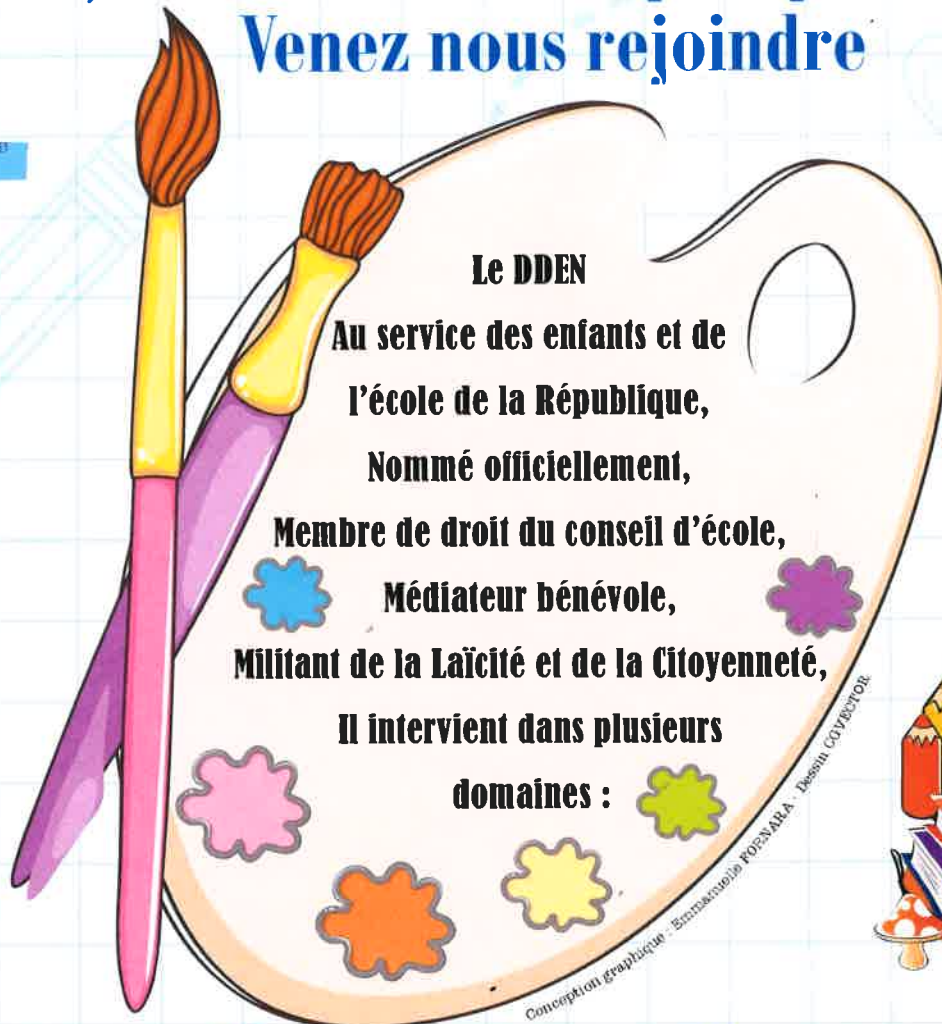 Venez nous rejoindre
Le DDEN
Au service des enfants et de
l'école de la République,
Nommé officiellement,
Membre de droit du conseil d'école,
Médiateur bénévole,
Militant de la Laïcité et de la Citoyenneté,
Il intervient dans plusieurs
domaines :
Conception graphique - Emmanuelle FORNARA - Dessin CGVECTOR